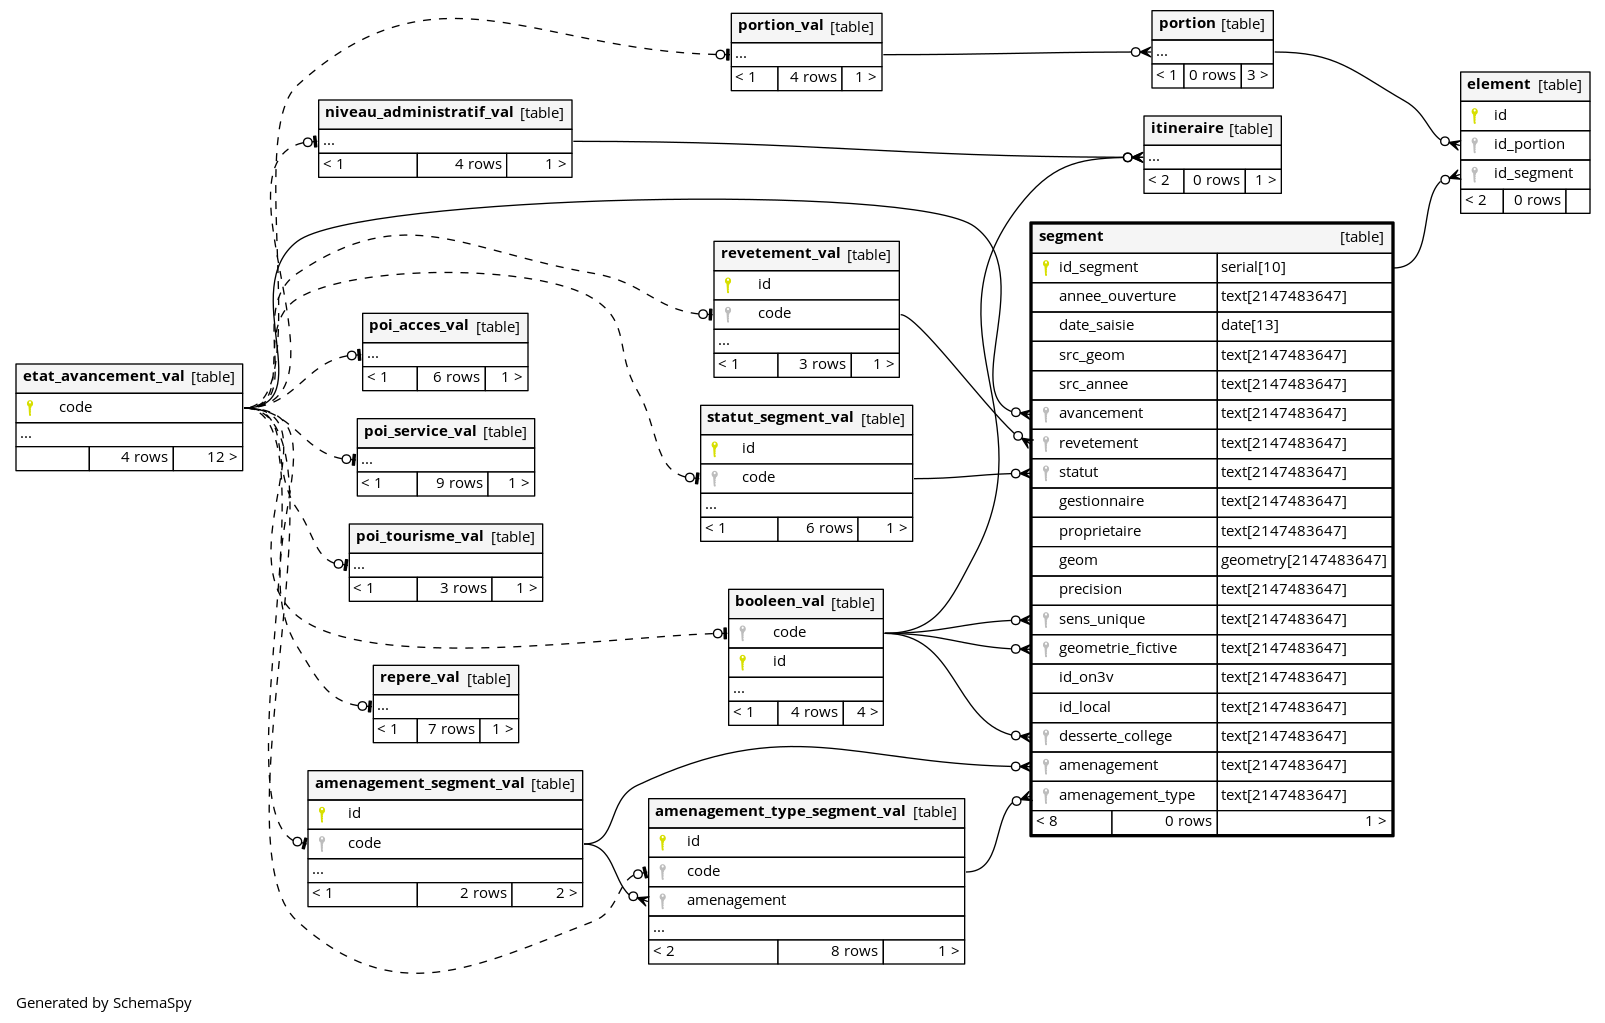 portion_val [table]
...
< 1 4 rows 1 >
portion [table]
...
< 1 0 rows 3 >
element [table]
id
id_portion
id_segment
< 2 0 rows
niveau_administratif_val [table]
...
< 1 4 rows 1 >
itineraire [table]
...
< 2 0 rows 1 >
segment [table]
id_segment serial[10]
annee_ouverture text[2147483647]
date_saisie date[13]
src_geom text[2147483647]
src_annee text[2147483647]
avancement text[2147483647]
revetement text[2147483647]
statut text[2147483647]
gestionnaire text[2147483647]
proprietaire text[2147483647]
geom geometry[2147483647]
precision text[2147483647]
sens_unique text[2147483647]
geometrie_fictive text[2147483647]
id_on3v text[2147483647]
id_local text[2147483647]
desserte_college text[2147483647]
amenagement text[2147483647]
amenagement_type text[2147483647]
< 8 0 rows 1 >
revetement_val [table]
id
code
...
< 1 3 rows 1 >
poi_acces_val [table]
...
< 1 6 rows 1 >
etat_avancement_val [table]
code
...
4 rows 12 >
statut_segment_val [table]
id
code
...
< 1 6 rows 1 >
poi_service_val [table]
...
< 1 9 rows 1 >
poi_tourisme_val [table]
...
< 1 3 rows 1 >
booleen_val [table]
code
id
...
< 1 4 rows 4 >
repere_val [table]
...
< 1 7 rows 1 >
amenagement_segment_val [table]
id
code
...
< 1 2 rows 2 >
amenagement_type_segment_val [table]
id
code
amenagement
...
< 2 8 rows 1 >
Generated by SchemaSpy